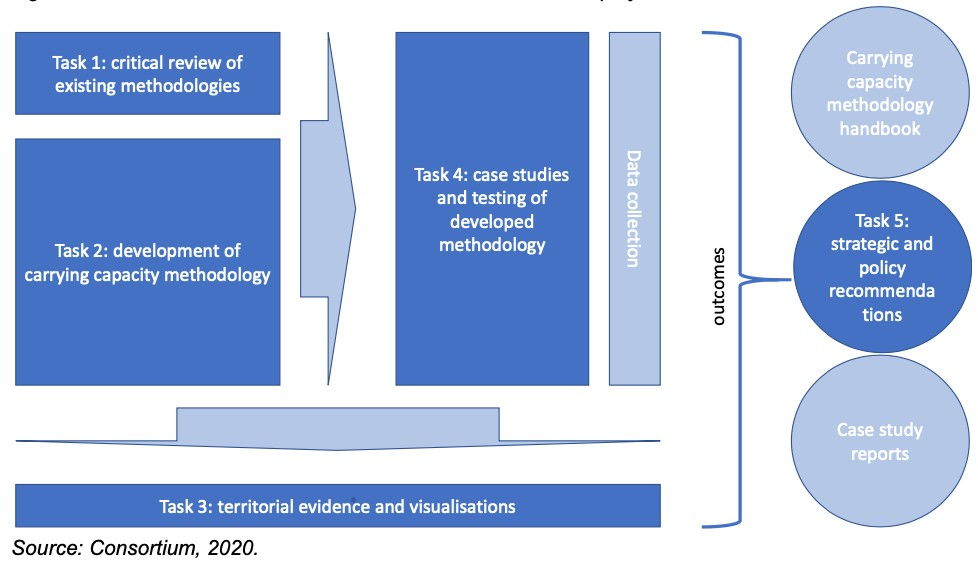 Task 1: critical review of
existing methodologies
Task 2: development of
carrying capacity methodology
Task 4: case studies
and testing of
developed
methodology
Data collection
outcomes
Carrying
capacity
methodology
handbook
Task 5:
strategic and
policy
recommenda
tions
Case study
reports
Task 3: territorial evidence and visualisations
Source: Consortium, 2020.